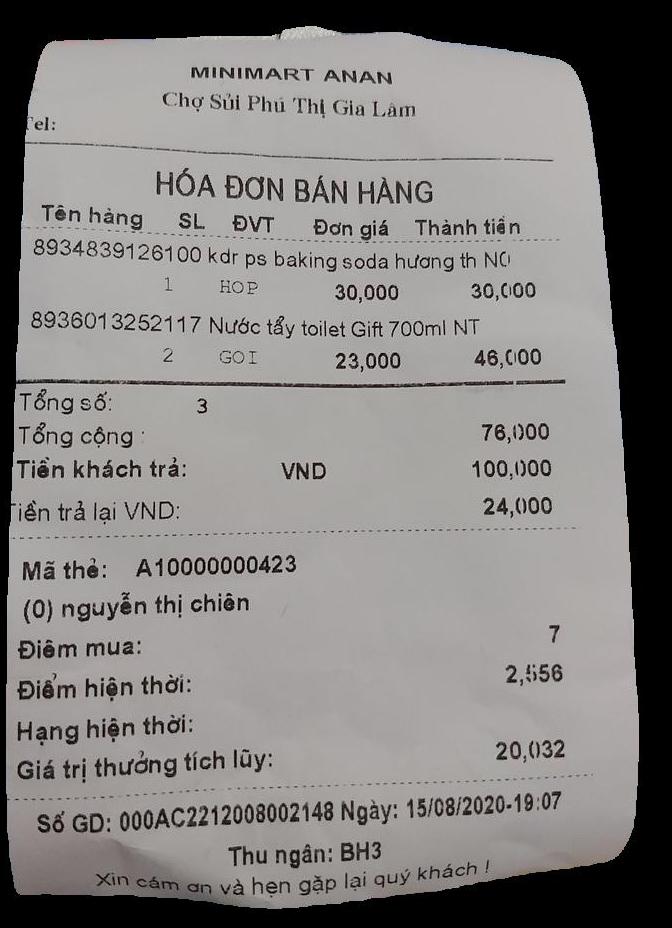 MINIMART ANAN
Chợ Sủi Phú Thị Gia Lâm
Tel:
HÓA ĐƠN BÁN HÀNG
Tên hàng SL ĐVT Đơn giá Thành tiền
8934839126100 kdr ps baking soda hương th NC
1 HOP 30,000 30,000
8936013252117 Nước tẩy toilet Gift 700ml NT
2 GOI 23,000 46,000
Tổng số: 3
Tổng cộng : 76,000
Tiền khách trả: VND 100,000
Tiền trả lại VND: 24,000
Mã thẻ: A10000000423
(0) nguyễn thị chiên
Điểm mua: 7
Điểm hiện thời: 2,556
Hạng hiện thời:
Giá trị thưởng tích lũy: 20,032
Số GD: 000AC2212008002148 Ngày: 15/08/2020-19:07
Thu ngân: BH3
Xin cám ơn và hẹn gặp lại quý khách !